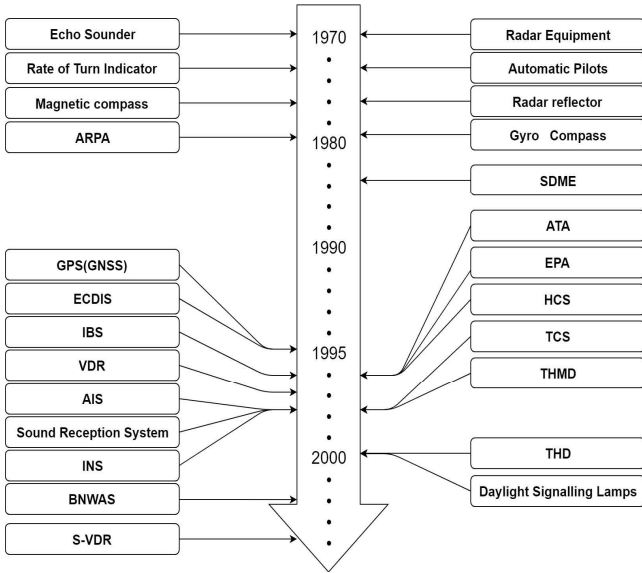 Echo Sounder
Rate of Turn Indicator
Magnetic compass
ARPA
GPS(GNSS)
ECDIS
IBS
VDR
AIS
Sound Reception System
INS
BNWAS
S-VDR
1970
1980
1990
1995
2000
Radar Equipment
Automatic Pilots
Radar reflector
Gyro Compass
SDME
ATA
EPA
HCS
TCS
THMD
THD
Daylight Signalling Lamps